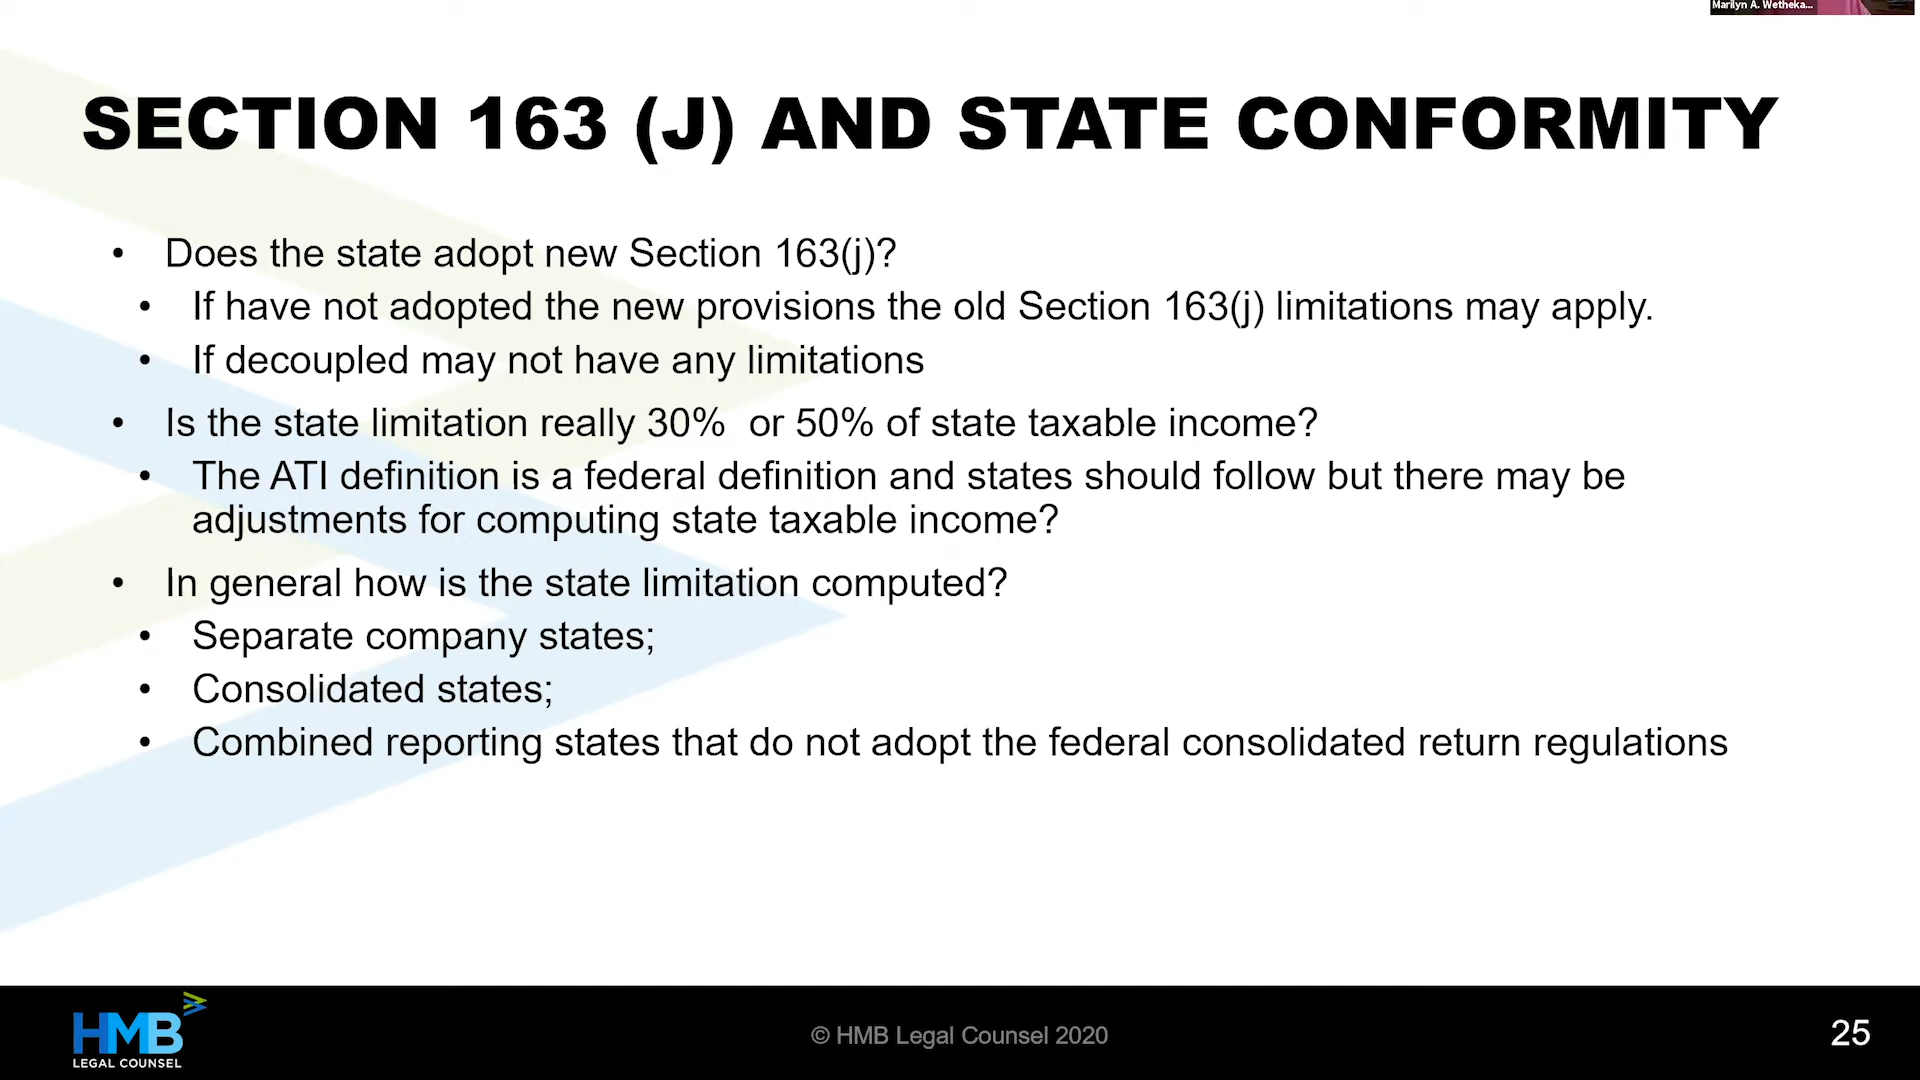 Marilyn A. Wetheka...
SECTION 163 (J) AND STATE CONFORMITY
• Does the state adopt new Section 163(j)?
• If have not adopted the new provisions the old Section 163(j) limitations may apply.
• If decoupled may not have any limitations
• Is the state limitation really 30%  or 50% of state taxable income?
• The ATI definition is a federal definition and states should follow but there may be
adjustments for computing state taxable income?
• In general how is the state limitation computed?
• Separate company states;
• Consolidated states;
• Combined reporting states that do not adopt the federal consolidated return regulations
HMB
LEGAL COUNSEL
© HMB Legal Counsel 2020
25